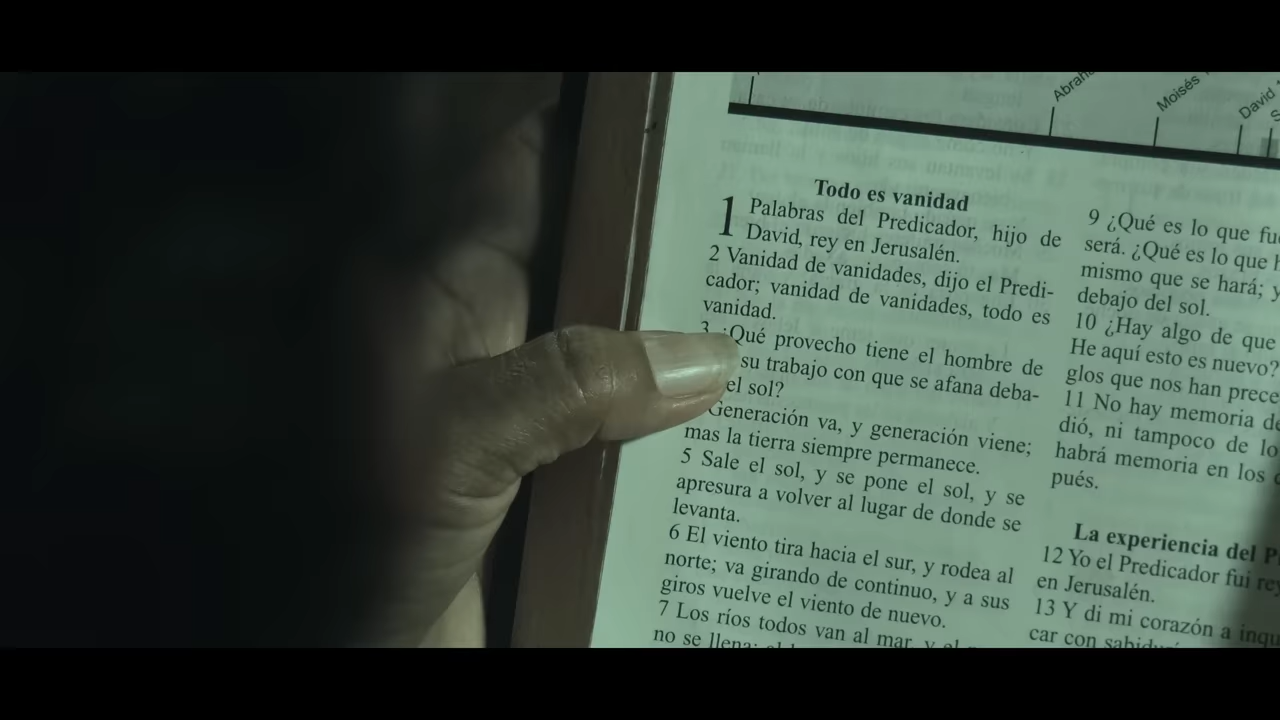 Moisés
David
Todo es vanidad
1 Palabras del Predicador, hijo de
David, rey en Jerusalén.
2 Vanidad de vanidades, dijo el Predi-
cador; vanidad de vanidades, todo es
vanidad.
3 ¿Qué provecho tiene el hombre de
su trabajo con que se afana deba-
el sol?
Generación va, y generación viene;
mas la tierra siempre permanece.
5 Sale el sol, y se pone el sol, y se
apresura a volver al lugar de donde se
levanta.
6 El viento tira hacia el sur, y rodea al
norte; va girando de continuo, y a sus
giros vuelve el viento de nuevo.
7 Los ríos todos van al mar, y el
no se llena;
9 ¿Qué es lo que
será. ¿Qué es lo que
mismo que se hará; y
debajo del sol.
10 ¿Hay algo de que
He aquí esto es nuevo?
glos que nos han
11 No hay memoria
dió, ni tampoco de
habrá memoria en los
pués.
La experiencia del
12 Yo el Predicador fui
en Jerusalén.
13 Y di mi corazón a
car con